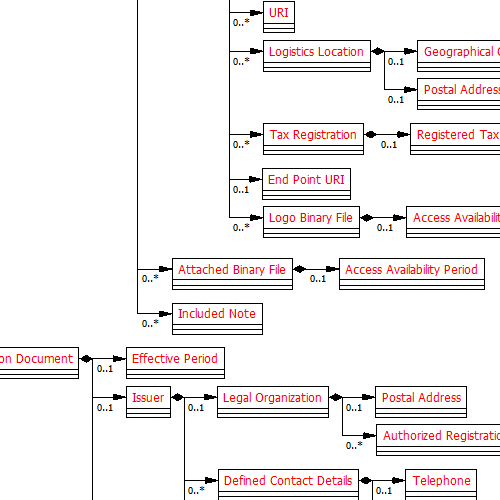 URI
0..*
Logistics Location
Geographical
0..*
0..1
Postal Address
0..1
Tax Registration
Registered Tax
0..*
0..1
End Point URI
0..1
Logo Binary File
Access Availabilit
0..*
0..1
Attached Binary File
Access Availability Period
0..*
0..1
Included Note
0..*
on Document
Effective Period
0..1
Issuer
Legal Organization
Postal Address
0..1
0..1
0..1
Authorized Registratio
0..*
Defined Contact Details
Telephone
0..*
0..1